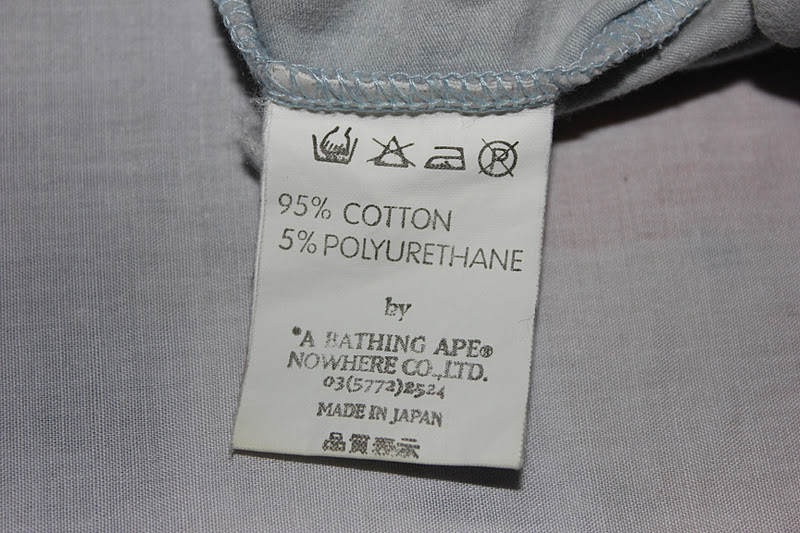 95% COTTON
5% POLYURETHANE
by
*A BATHING APE®
NOWHERE CO.,LTD.
03(5772)2524
MADE IN JAPAN
品質表示